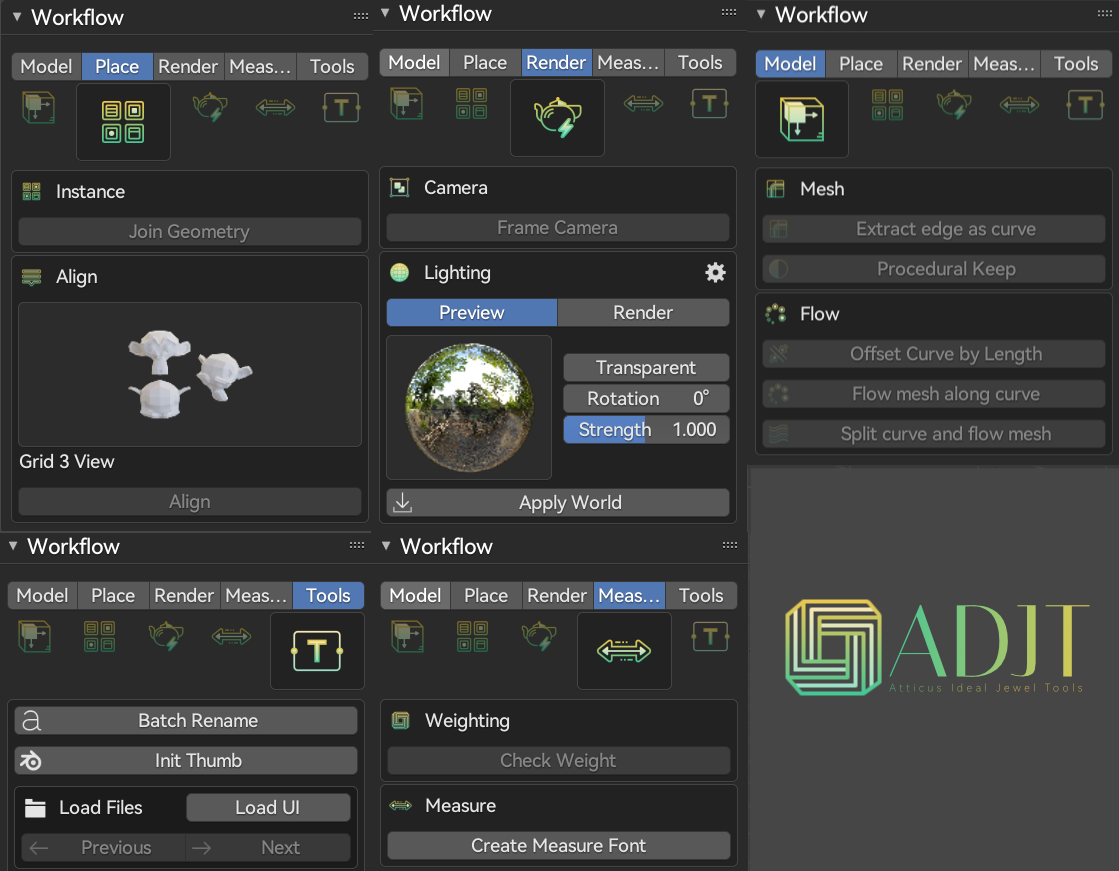 Workflow
Model Place Render Meas... Tools
Instance
Join Geometry
Align
Grid 3 View
Align
Workflow
Model Place Render Meas... Tools
Camera
Frame Camera
Lighting
Preview Render
Transparent
Rotation 0°
Strength 1.000
Apply World
Workflow
Model Place Render Meas... Tools
Mesh
Extract edge as curve
Procedural Keep
Flow
Offset Curve by Length
Flow mesh along curve
Split curve and flow mesh
Workflow
Model Place Render Meas... Tools
T
Batch Rename
Init Thumb
Load Files Load UI
Previous Next
Workflow
Model Place Render Meas... Tools
Weighting
Check Weight
Measure
Create Measure Font
ADJT
Atticus Ideal Jewel Tools